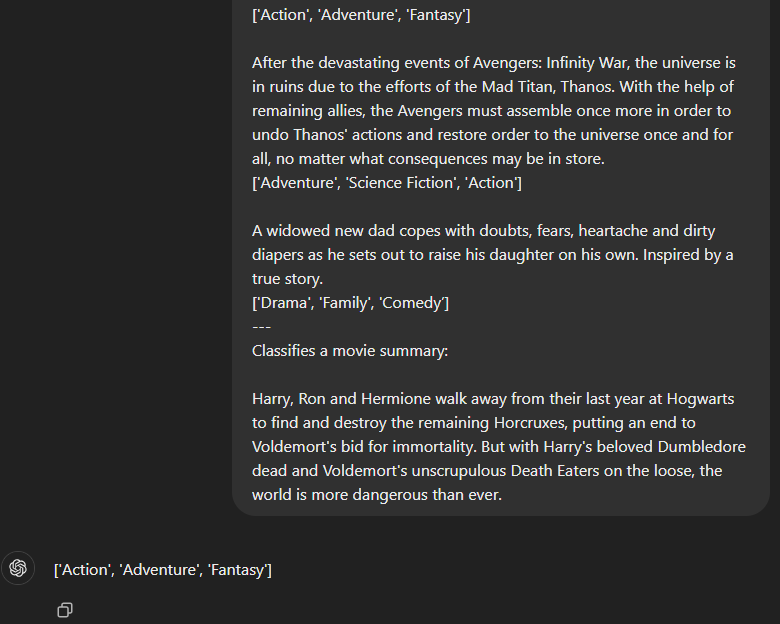 ['Action', 'Adventure', 'Fantasy']
After the devastating events of Avengers: Infinity War, the universe is
in ruins due to the efforts of the Mad Titan, Thanos. With the help of
remaining allies, the Avengers must assemble once more in order to
undo Thanos' actions and restore order to the universe once and for
all, no matter what consequences may be in store.
['Adventure', 'Science Fiction', 'Action']
A widowed new dad copes with doubts, fears, heartache and dirty
diapers as he sets out to raise his daughter on his own. Inspired by a
true story.
['Drama', 'Family', 'Comedy']
---
Classifies a movie summary:
Harry, Ron and Hermione walk away from their last year at Hogwarts
to find and destroy the remaining Horcruxes, putting an end to
Voldemort's bid for immortality. But with Harry's beloved Dumbledore
dead and Voldemort's unscrupulous Death Eaters on the loose, the
world is more dangerous than ever.
['Action', 'Adventure', 'Fantasy']